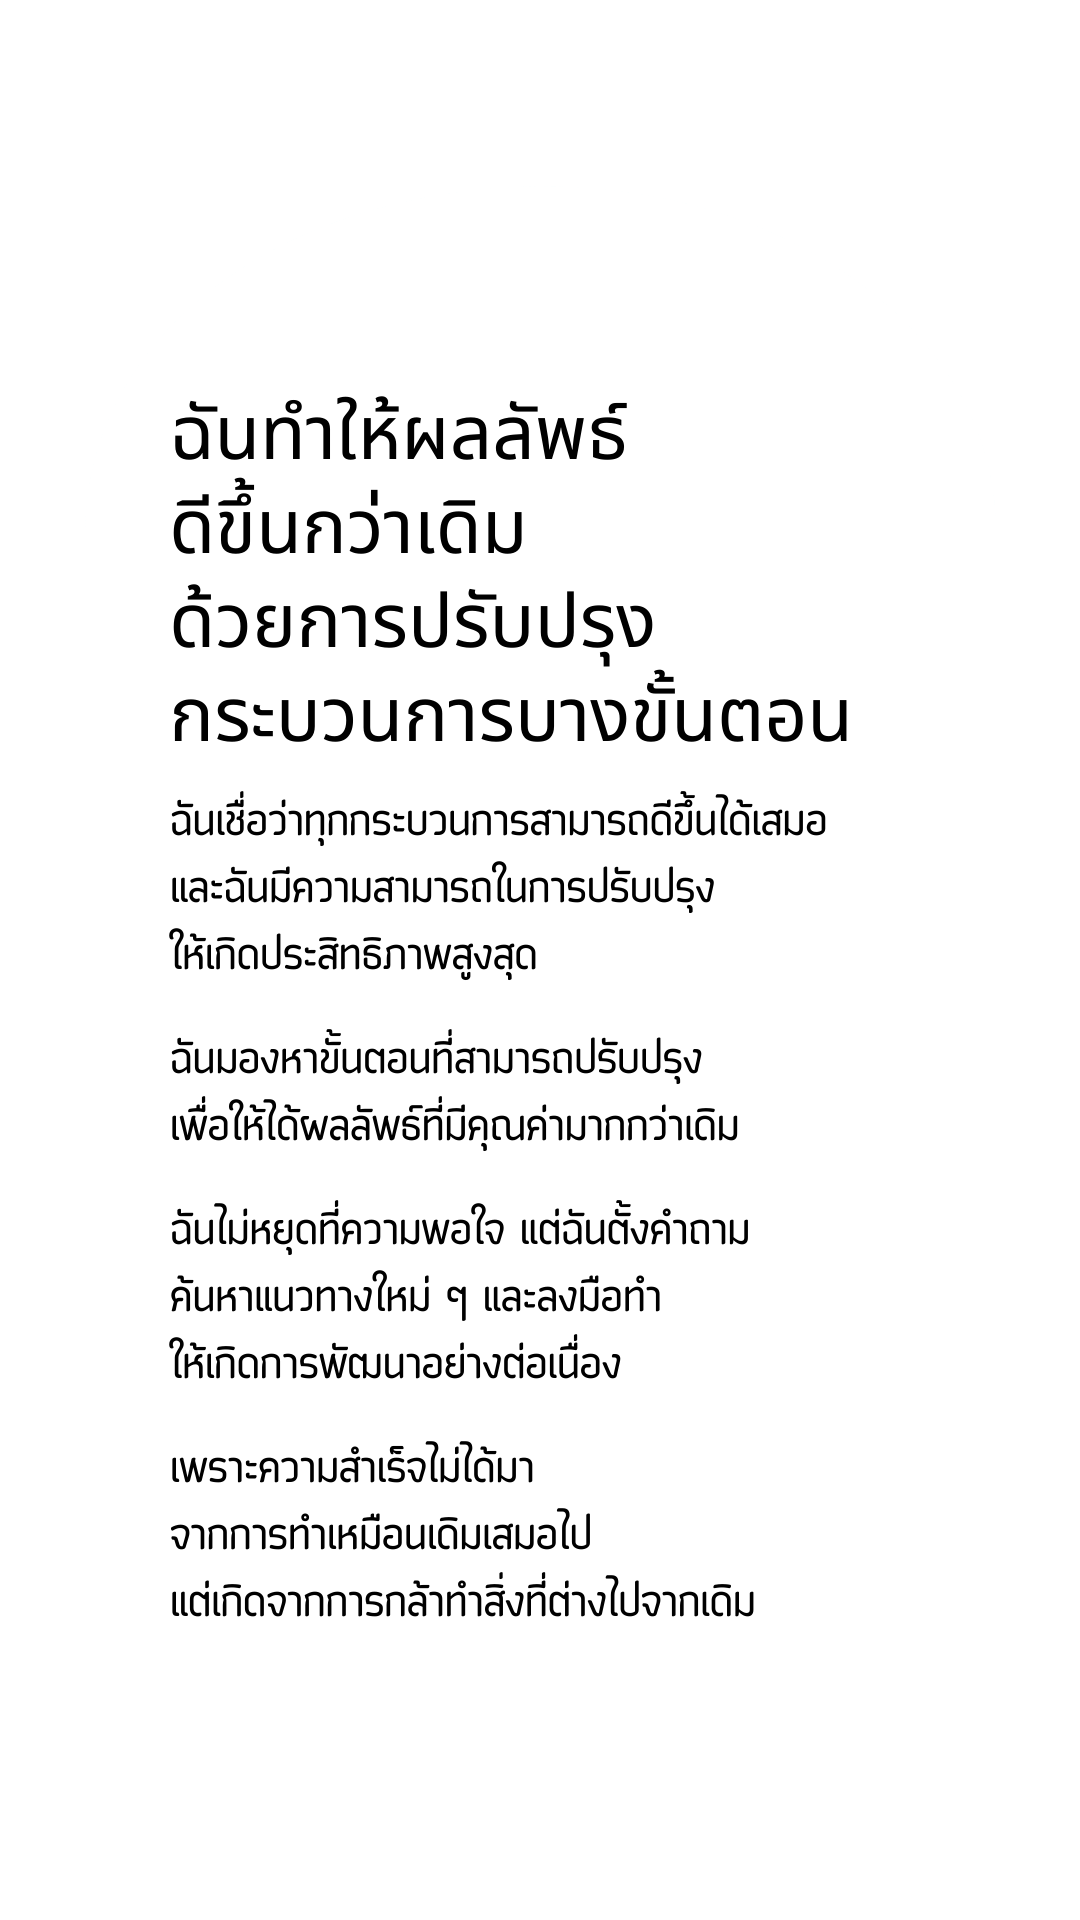 ฉันทำให้ผลลัพธ์
ดีขึ้นกว่าเดิม
ด้วยการปรับปรุง
กระบวนการบางขั้นตอน
ฉันเชื่อว่าทุกกระบวนการสามารถดีขึ้นได้เสมอ
และฉันมีความสามารถในการปรับปรุง
ให้เกิดประสิทธิภาพสูงสุด
ฉันมองหาขั้นตอนที่สามารถปรับปรุง
เพื่อให้ได้ผลลัพธ์ที่มีคุณค่ามากกว่าเดิม
ฉันไม่หยุดที่ความพอใจ แต่ฉันตั้งคำถาม
ค้นหาแนวทางใหม่ ๆ และลงมือทำ
ให้เกิดการพัฒนาอย่างต่อเนื่อง
เพราะความสำเร็จไม่ได้มา
จากการทำเหมือนเดิมเสมอไป
แต่เกิดจากการกล้าทำสิ่งที่ต่างไปจากเดิม